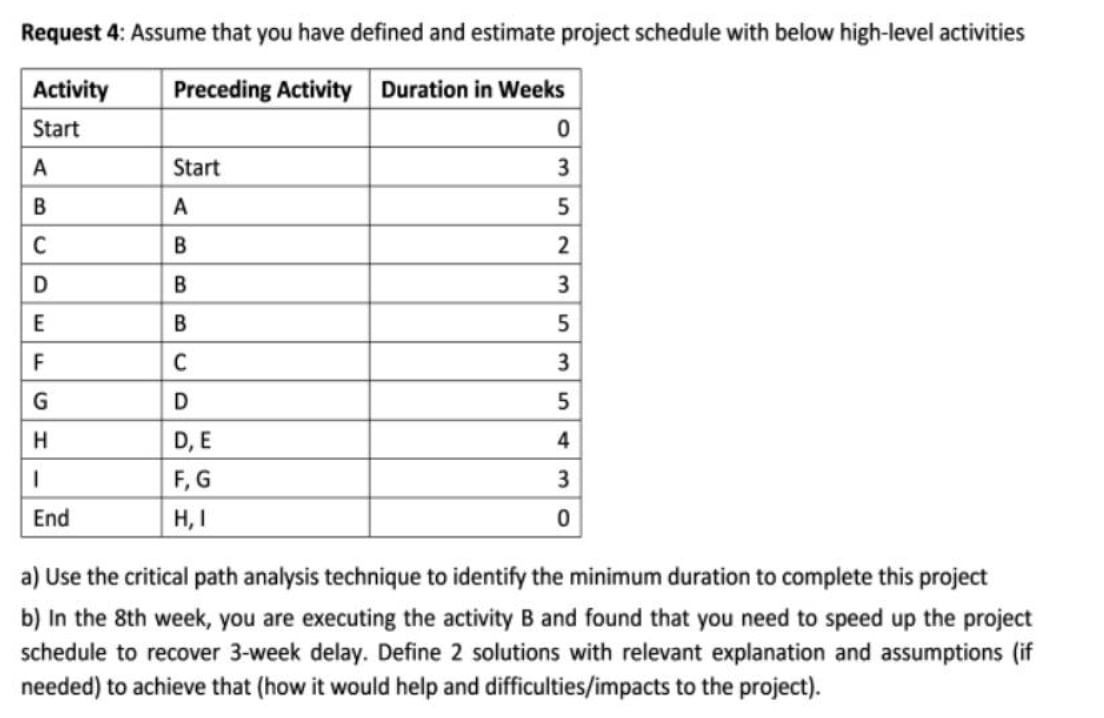 Request 4: Assume that you have defined and estimate project schedule with below high-level activities
Activity Preceding Activity Duration in Weeks
Start 0
A Start 3
B A 5
C B 2
D B 3
E B 5
F C 3
G D 5
H D, E 4
I F, G 3
End H, I 0
a) Use the critical path analysis technique to identify the minimum duration to complete this project
b) In the 8th week, you are executing the activity B and found that you need to speed up the project
schedule to recover 3-week delay. Define 2 solutions with relevant explanation and assumptions (if
needed) to achieve that (how it would help and difficulties/impacts to the project).